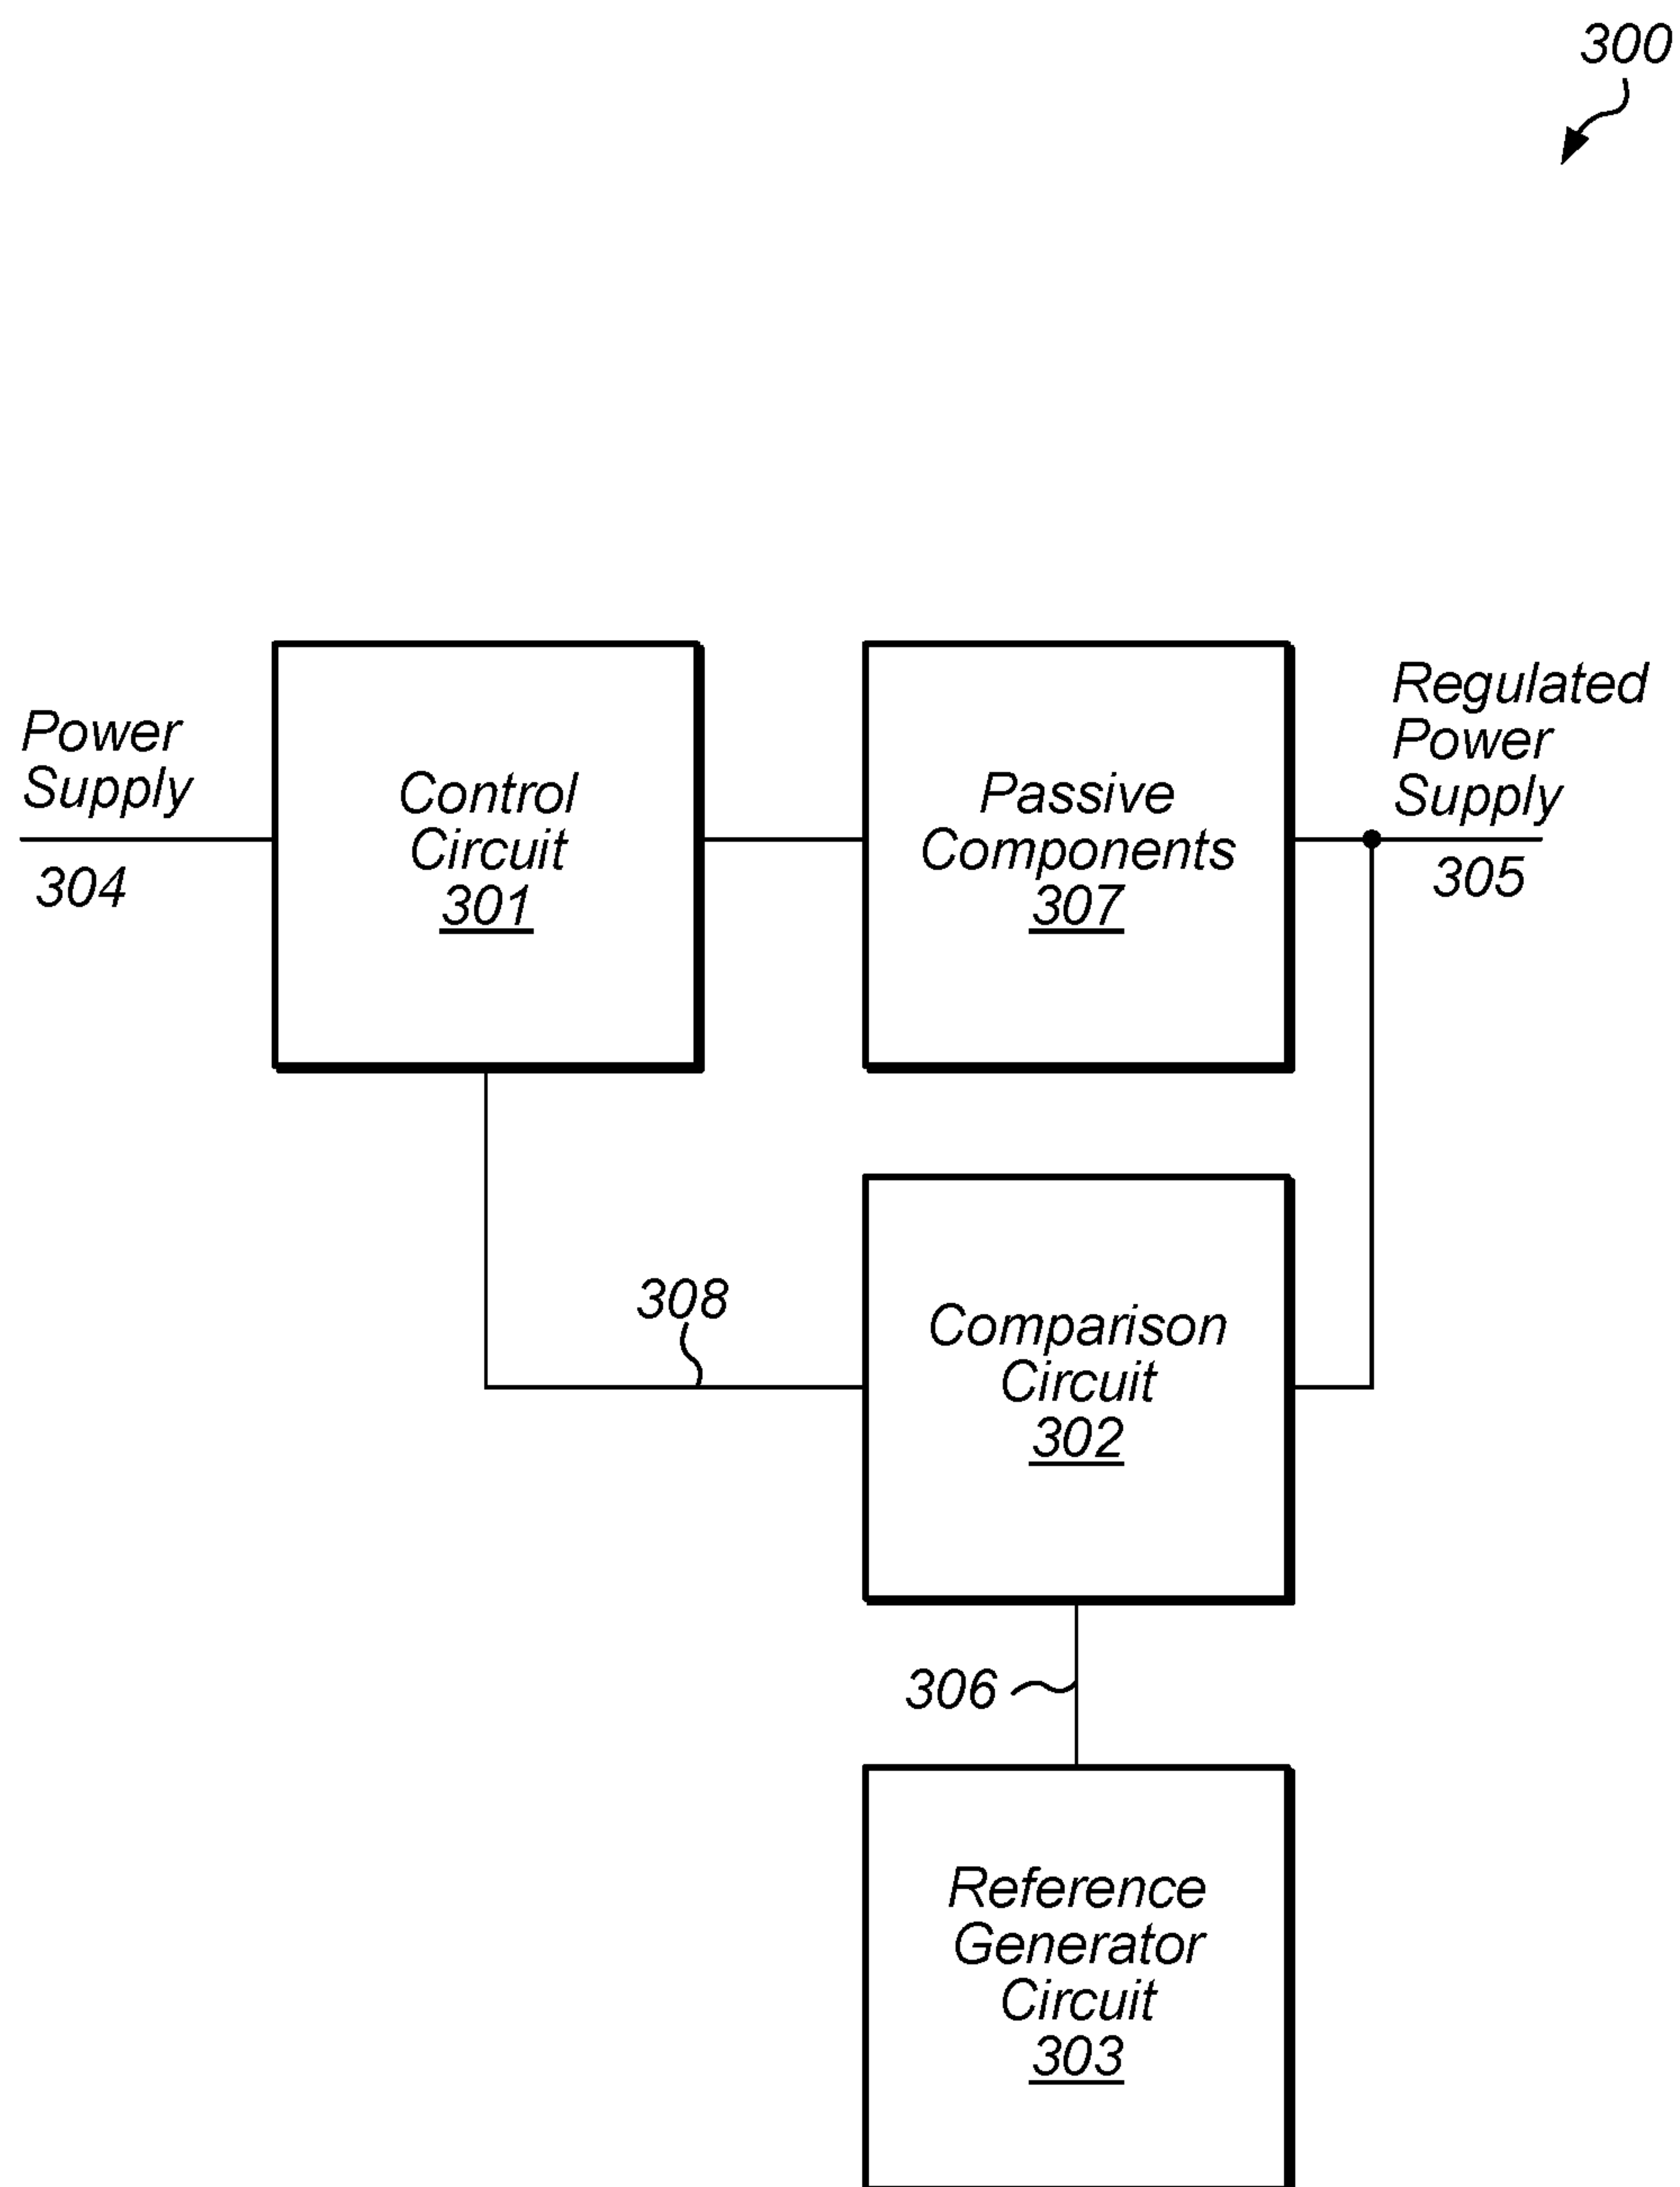 300
Power
Supply
304
Control
Circuit
301
Passive
Components
307
Regulated
Power
Supply
305
308
Comparison
Circuit
302
306
Reference
Generator
Circuit
303